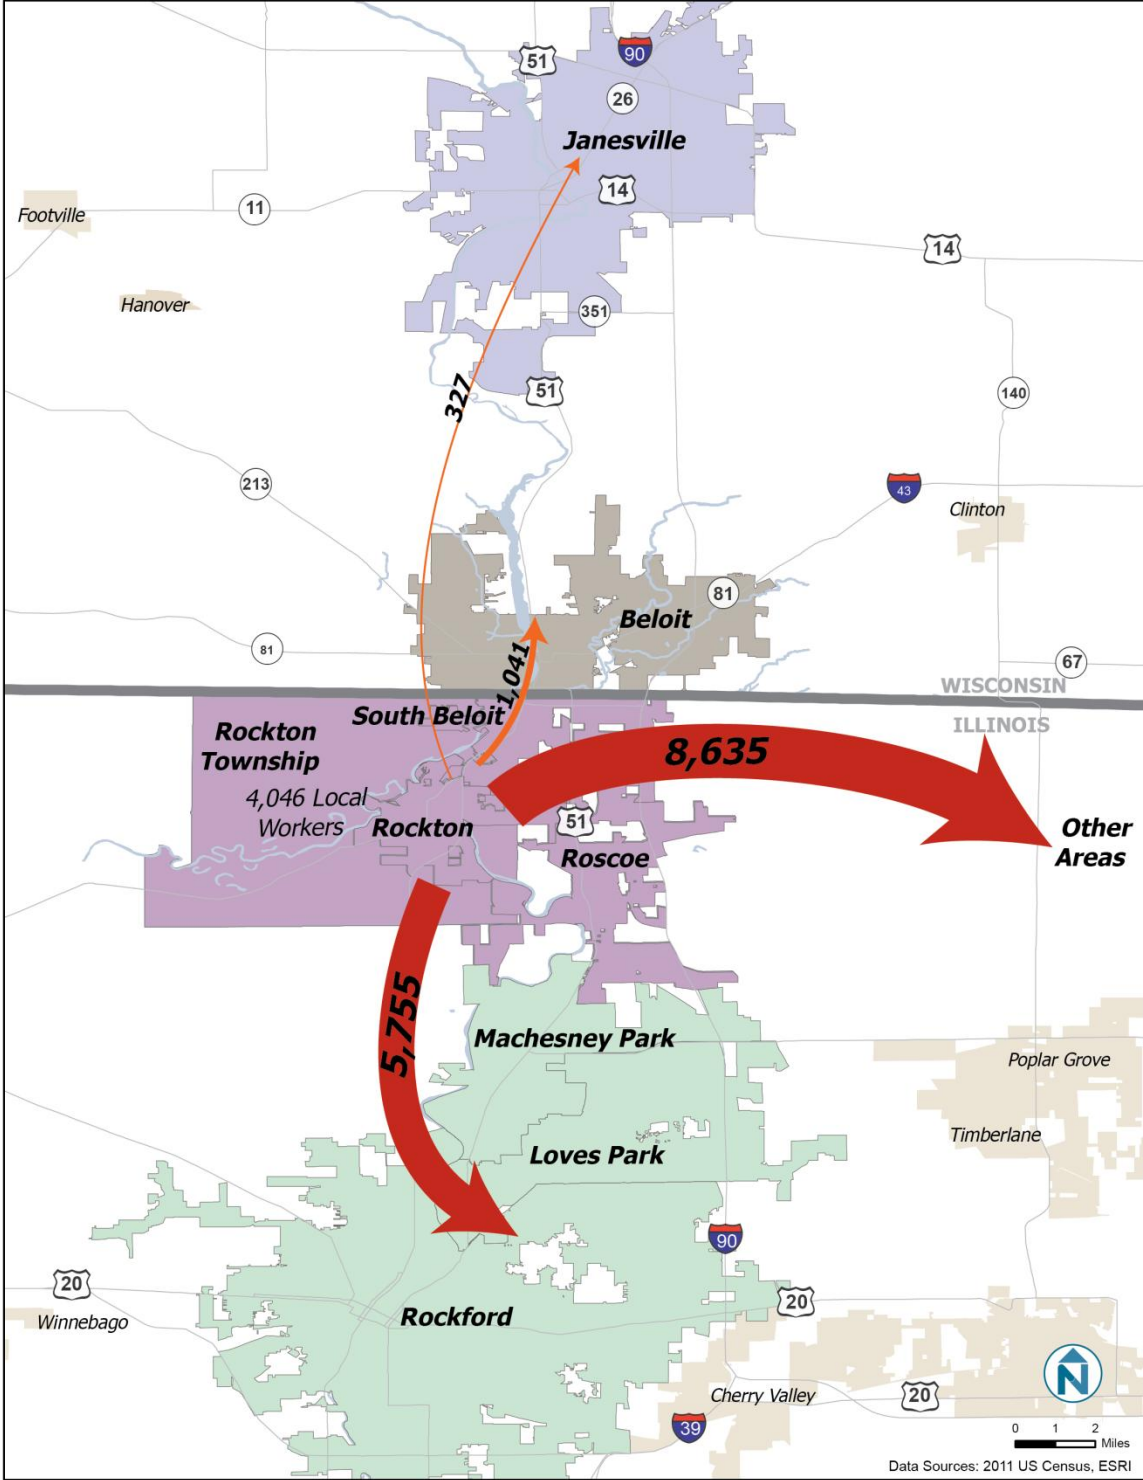 51
90
26
Janesville
14
Footville
11
14
Hanover
351
51
327
140
213
43
Clinton
81
Beloit
81
1,041
67
WISCONSIN
ILLINOIS
South Beloit
Rockton
Township
8,635
4,046 Local
Workers
Rockton
51
Other
Areas
Roscoe
5,755
Machesney Park
Poplar Grove
Timberlane
Loves Park
90
20
20
Winnebago
Rockford
N
Cherry Valley
20
39
0 1 2
Miles
Data Sources: 2011 US Census, ESRI